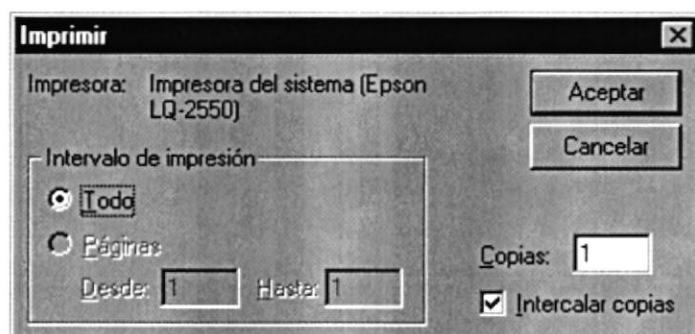 Imprimir
Impresora: Impresora del sistema (Epson
LQ-2550)
Aceptar
Cancelar
Intervalo de impresión
Todo
Páginas
Desde: 1 Hasta: 1
Copias: 1
Intercalar copias